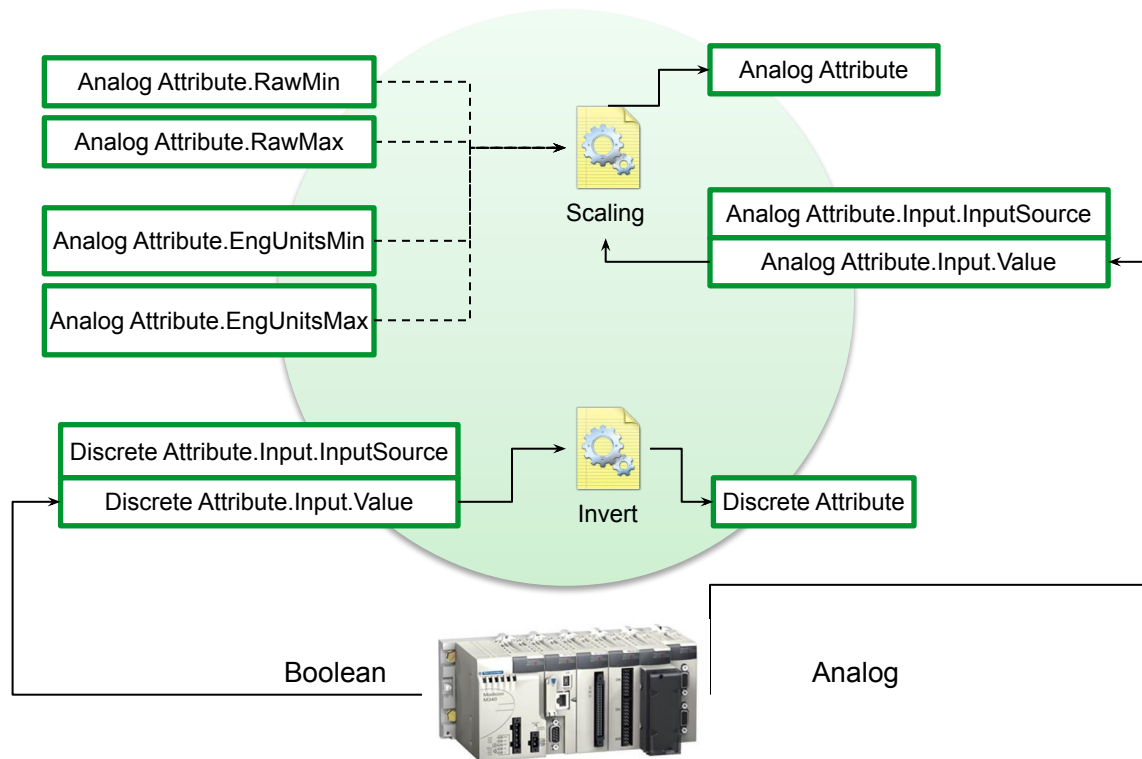 Analog Attribute.RawMin
Analog Attribute
Analog Attribute.RawMax
Scaling
Analog Attribute.Input.InputSource
Analog Attribute.EngUnitsMin
Analog Attribute.Input.Value
Analog Attribute.EngUnitsMax
Discrete Attribute.Input.InputSource
Discrete Attribute.Input.Value
Invert
Discrete Attribute
Boolean
Analog